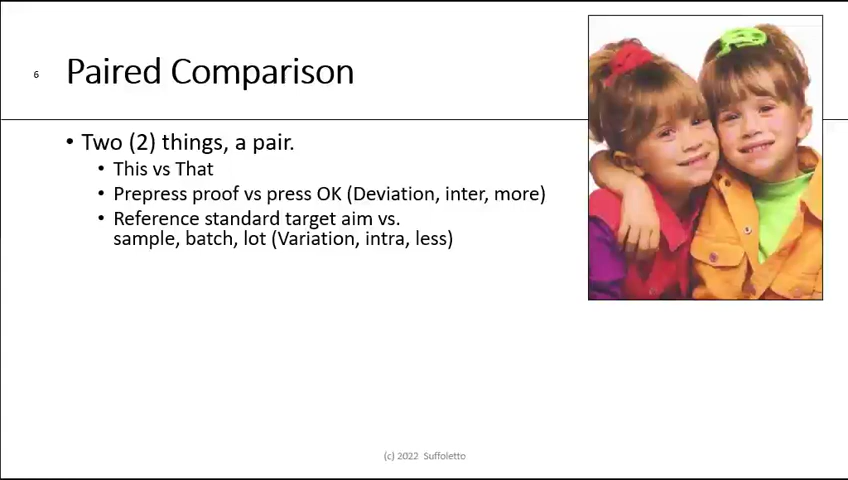 6
Paired Comparison
• Two (2) things, a pair.
• This vs That
• Prepress proof vs press OK (Deviation, inter, more)
• Reference standard target aim vs.
sample, batch, lot (Variation, intra, less)
(c) 2022 Suffoletto